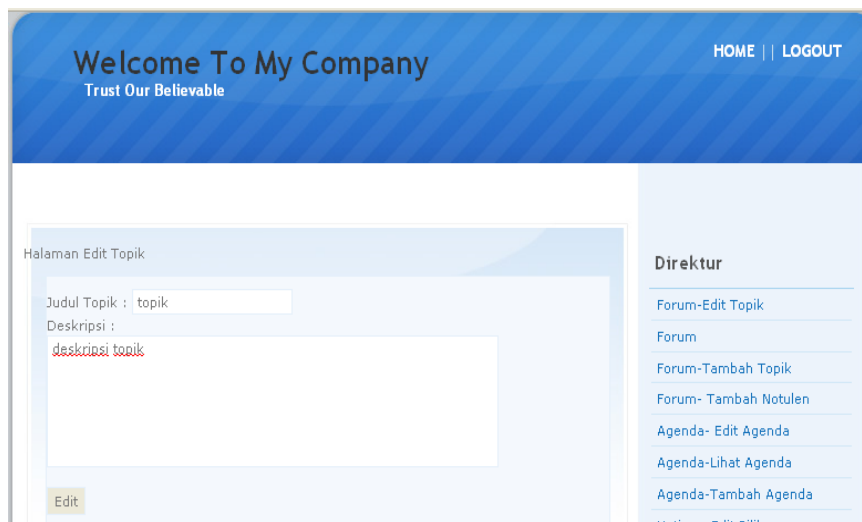 Welcome To My Company
Trust Our Believable
HOME || LOGOUT
Halaman Edit Topik
Judul Topik : topik
Deskripsi :
deskripsi topik
Edit
Direktur
Forum-Edit Topik
Forum
Forum-Tambah Topik
Forum- Tambah Notulen
Agenda- Edit Agenda
Agenda-Lihat Agenda
Agenda-Tambah Agenda